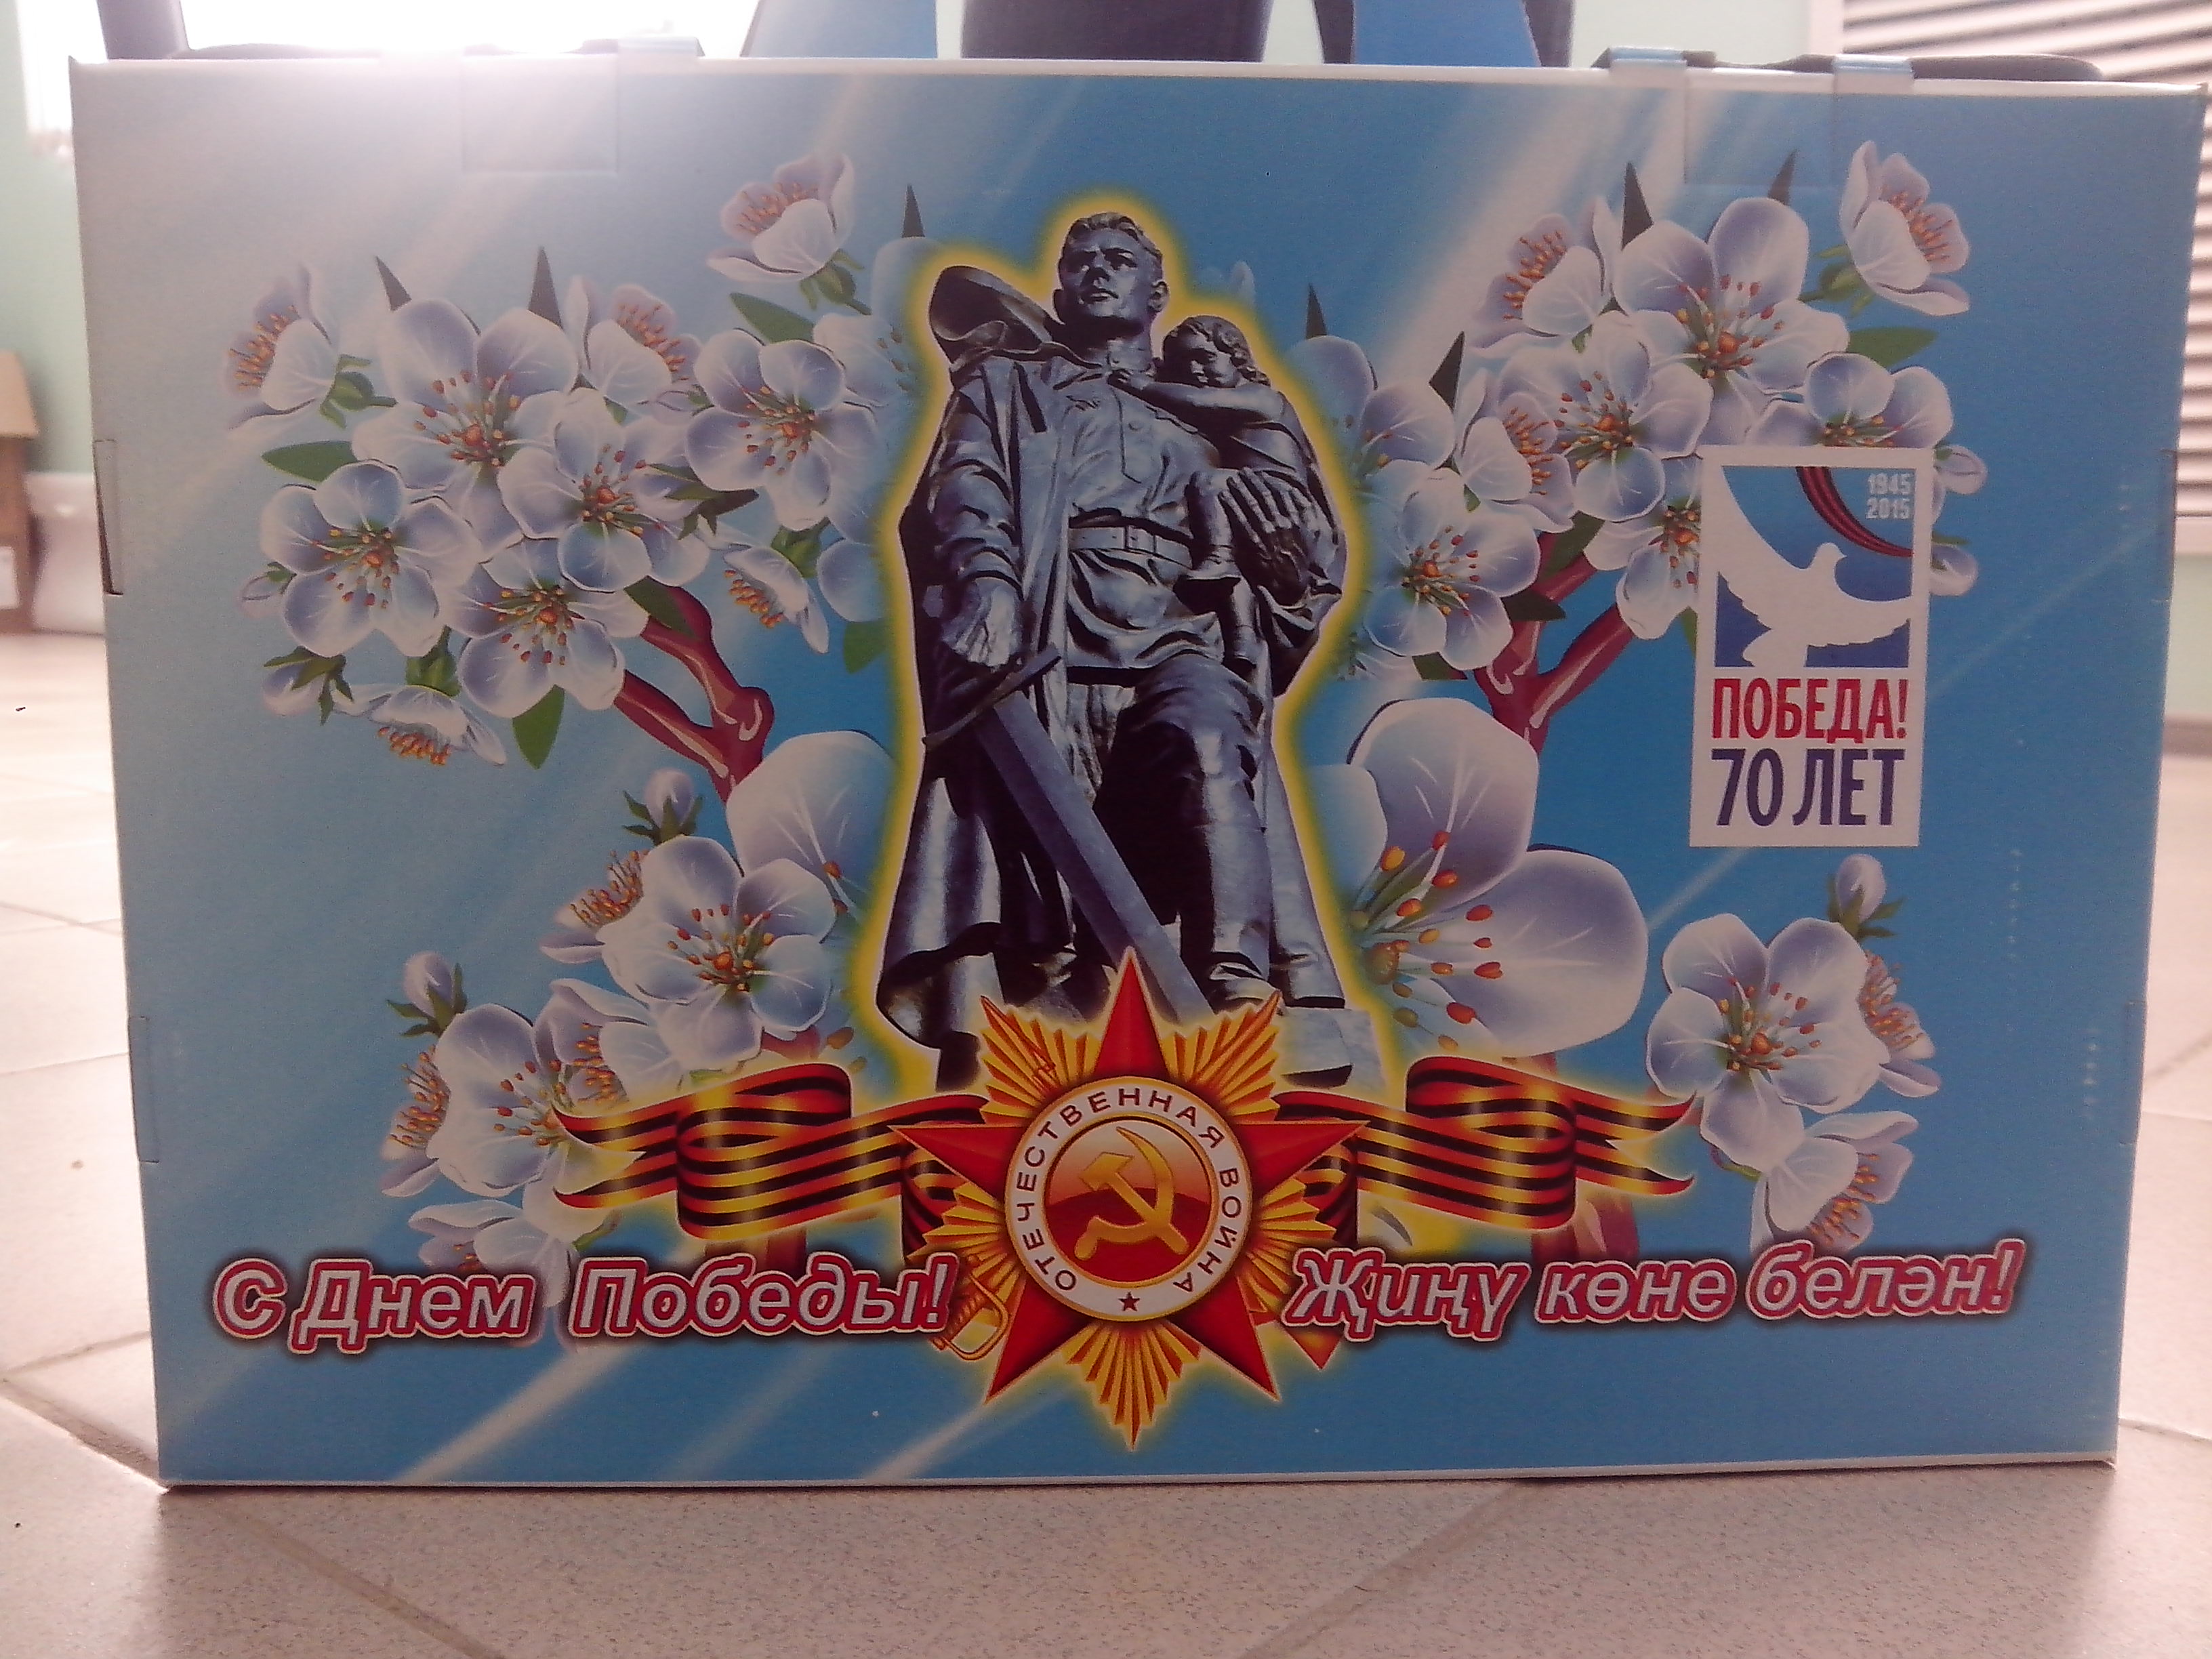 1945
2015
ПОБЕДА!
70 ЛЕТ
ОТЕЧЕСТВЕННАЯ ВОЙНА
С Днем Победы!
Җиңү көне белән!